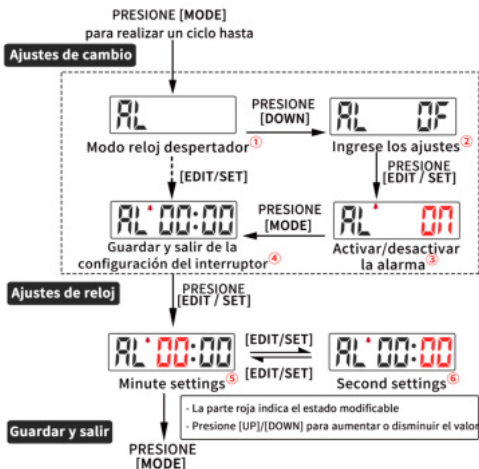 PRESIONE [MODE]
para realizar un ciclo hasta
Ajustes de cambio
AL
PRESIONE
[DOWN]
AL OF
Modo reloj despertador①
Ingrese los ajustes②
[EDIT/SET]
PRESIONE
[EDIT / SET]
AL 00:00
PRESIONE
[MODE]
AL ON
Guardar y salir de la
configuración del interruptor④
Activar/desactivar
la alarma③
Ajustes de reloj
PRESIONE
[EDIT / SET]
AL 00:00
[EDIT/SET]
[EDIT/SET]
AL 00:00
Minute settings⑤
Second settings⑥
- La parte roja indica el estado modificable
- Presione [UP]/[DOWN] para aumentar o disminuir el valor
Guardar y salir
PRESIONE
[MODE]